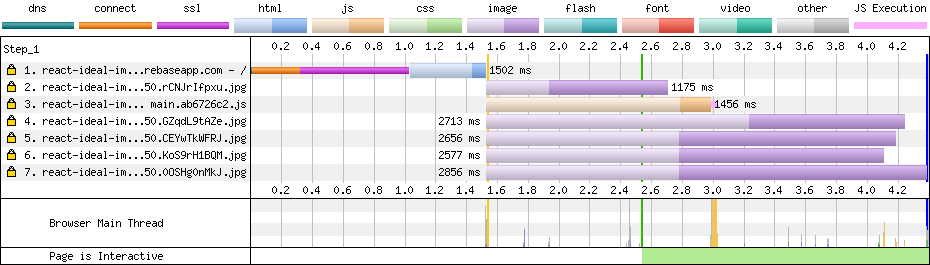 dns connect ssl html js css image flash font video other JS Execution
Step_1 0.2 0.4 0.6 0.8 1.0 1.2 1.4 1.6 1.8 2.0 2.2 2.4 2.6 2.8 3.0 3.2 3.4 3.6 3.8 4.0 4.2
1. react-ideal-im...rebaseapp.com - / 1502 ms
2. react-ideal-im...50.rCNJrIfpxu.jpg 1175 ms
3. react-ideal-im... main.ab6726c2.js 1456 ms
4. react-ideal-im...50.GZqdL9tAZe.jpg 2713 ms
5. react-ideal-im...50.CEYwTkWFRJ.jpg 2656 ms
6. react-ideal-im...50.KoS9rH1BQM.jpg 2577 ms
7. react-ideal-im...50.OOSHgOnMkJ.jpg 2856 ms
0.2 0.4 0.6 0.8 1.0 1.2 1.4 1.6 1.8 2.0 2.2 2.4 2.6 2.8 3.0 3.2 3.4 3.6 3.8 4.0 4.2
Browser Main Thread
Page is Interactive